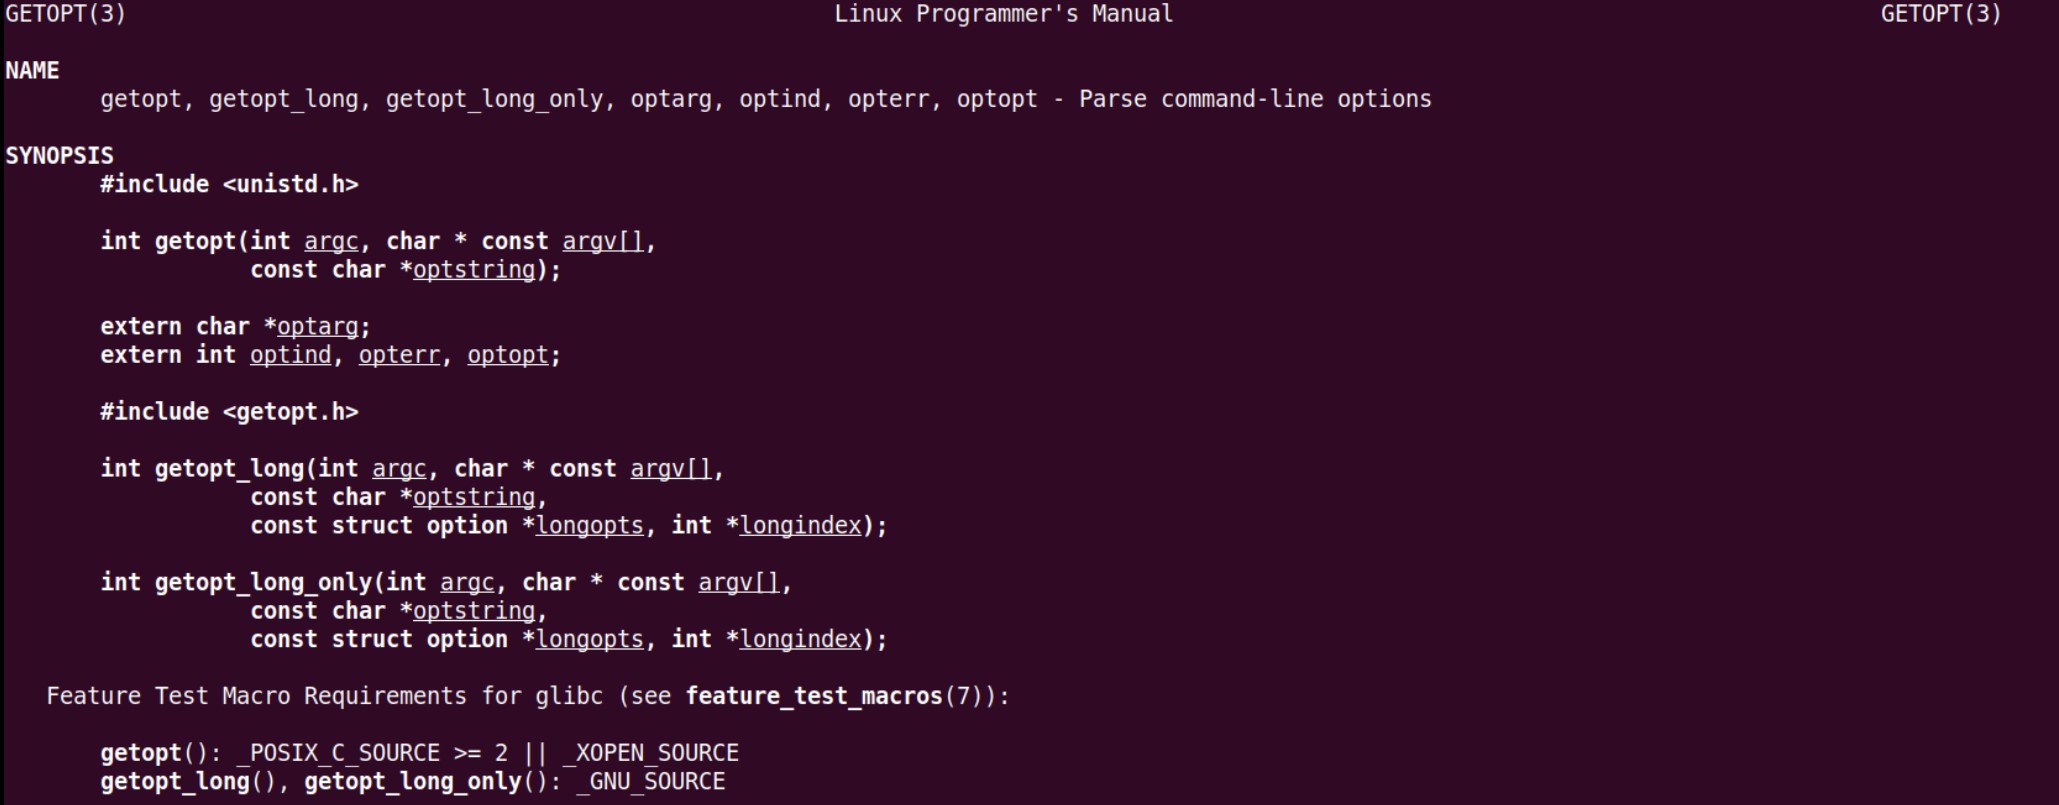 GETOPT(3) Linux Programmer's Manual GETOPT(3)
NAME
getopt, getopt_long, getopt_long_only, optarg, optind, opterr, optopt - Parse command-line options
SYNOPSIS
#include <unistd.h>
int getopt(int argc, char * const argv[],
const char *optstring);
extern char *optarg;
extern int optind, opterr, optopt;
#include <getopt.h>
int getopt_long(int argc, char * const argv[],
const char *optstring,
const struct option *longopts, int *longindex);
int getopt_long_only(int argc, char * const argv[],
const char *optstring,
const struct option *longopts, int *longindex);
Feature Test Macro Requirements for glibc (see feature_test_macros(7)):
getopt(): _POSIX_C_SOURCE >= 2 || _XOPEN_SOURCE
getopt_long(), getopt_long_only(): _GNU_SOURCE